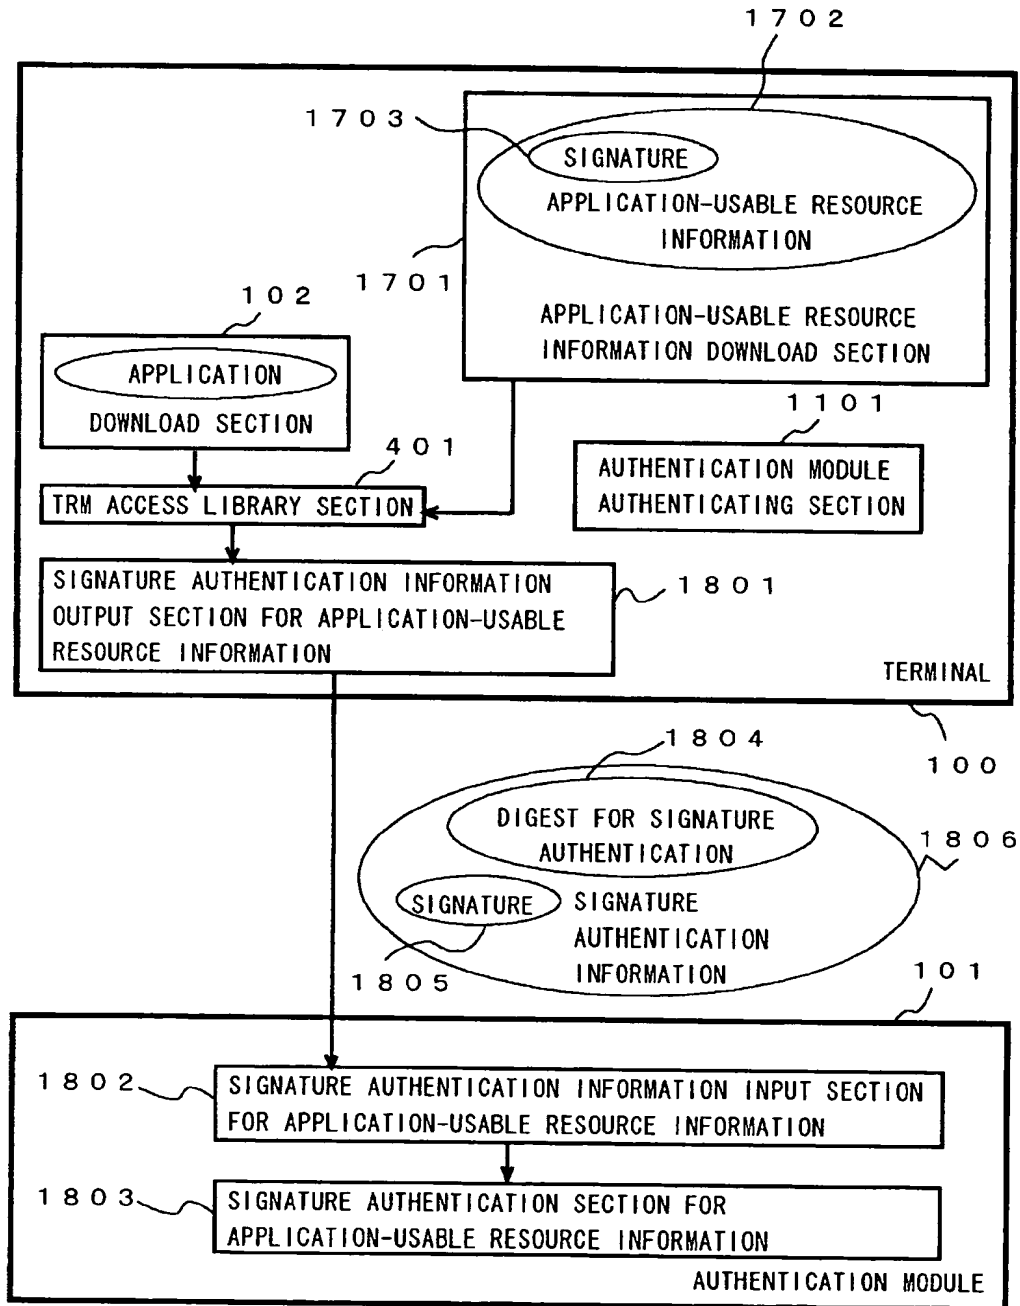 1702
1703
SIGNATURE
APPLICATION-USABLE RESOURCE
INFORMATION
1701
APPLICATION-USABLE RESOURCE
INFORMATION DOWNLOAD SECTION
102
APPLICATION
DOWNLOAD SECTION
1101
AUTHENTICATION MODULE
AUTHENTICATING SECTION
401
TRM ACCESS LIBRARY SECTION
SIGNATURE AUTHENTICATION INFORMATION
OUTPUT SECTION FOR APPLICATION-USABLE
RESOURCE INFORMATION
1801
TERMINAL
100
1804
DIGEST FOR SIGNATURE
AUTHENTICATION
1806
SIGNATURE
SIGNATURE
AUTHENTICATION
INFORMATION
1805
101
1802
SIGNATURE AUTHENTICATION INFORMATION INPUT SECTION
FOR APPLICATION-USABLE RESOURCE INFORMATION
1803
SIGNATURE AUTHENTICATION SECTION FOR
APPLICATION-USABLE RESOURCE INFORMATION
AUTHENTICATION MODULE